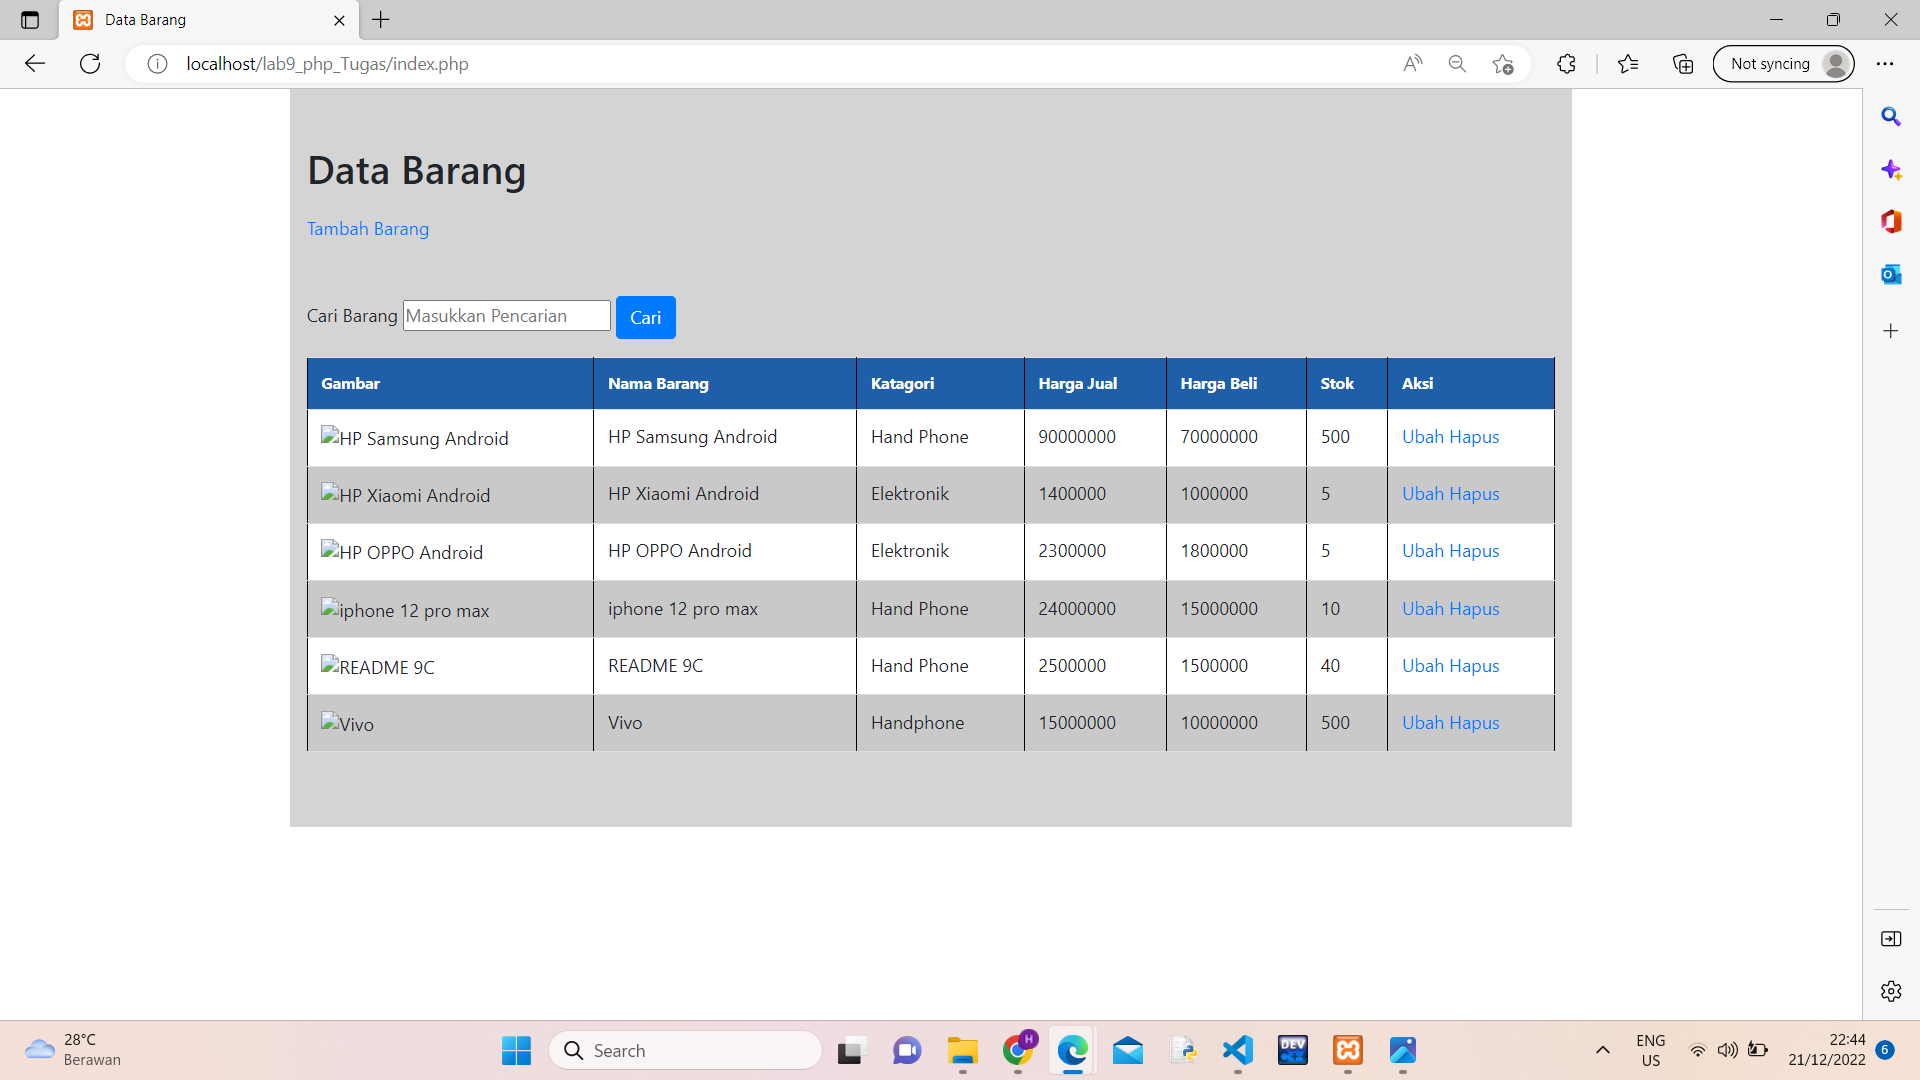 Data Barang
localhost/lab9_php_Tugas/index.php
Not syncing
Data Barang
Tambah Barang
Cari Barang Masukkan Pencarian Cari
Gambar Nama Barang Katagori Harga Jual Harga Beli Stok Aksi
HP Samsung Android HP Samsung Android Hand Phone 90000000 70000000 500 Ubah Hapus
HP Xiaomi Android HP Xiaomi Android Elektronik 1400000 1000000 5 Ubah Hapus
HP OPPO Android HP OPPO Android Elektronik 2300000 1800000 5 Ubah Hapus
iphone 12 pro max iphone 12 pro max Hand Phone 24000000 15000000 10 Ubah Hapus
README 9C README 9C Hand Phone 2500000 1500000 40 Ubah Hapus
Vivo Vivo Handphone 15000000 10000000 500 Ubah Hapus
28°C
Berawan
Search
H
DEV
ENG
US
22:44
21/12/2022
6